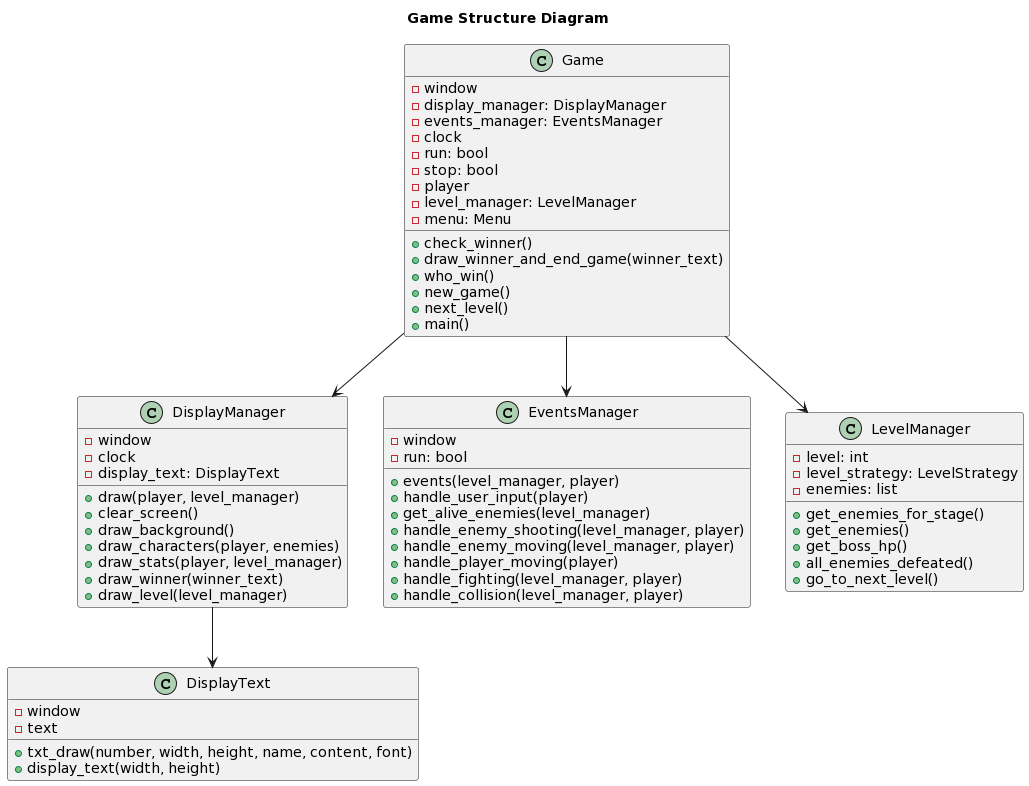 Game Structure Diagram
C Game
window
display_manager: DisplayManager
events_manager: EventsManager
clock
run: bool
stop: bool
player
level_manager: LevelManager
menu: Menu
check_winner()
draw_winner_and_end_game(winner_text)
who_win()
new_game()
next_level()
main()
C DisplayManager
window
clock
display_text: DisplayText
draw(player, level_manager)
clear_screen()
draw_background()
draw_characters(player, enemies)
draw_stats(player, level_manager)
draw_winner(winner_text)
draw_level(level_manager)
C EventsManager
window
run: bool
events(level_manager, player)
handle_user_input(player)
get_alive_enemies(level_manager)
handle_enemy_shooting(level_manager, player)
handle_enemy_moving(level_manager, player)
handle_player_moving(player)
handle_fighting(level_manager, player)
handle_collision(level_manager, player)
C LevelManager
level: int
level_strategy: LevelStrategy
enemies: list
get_enemies_for_stage()
get_enemies()
get_boss_hp()
all_enemies_defeated()
go_to_next_level()
C DisplayText
window
text
txt_draw(number, width, height, name, content, font)
display_text(width, height)